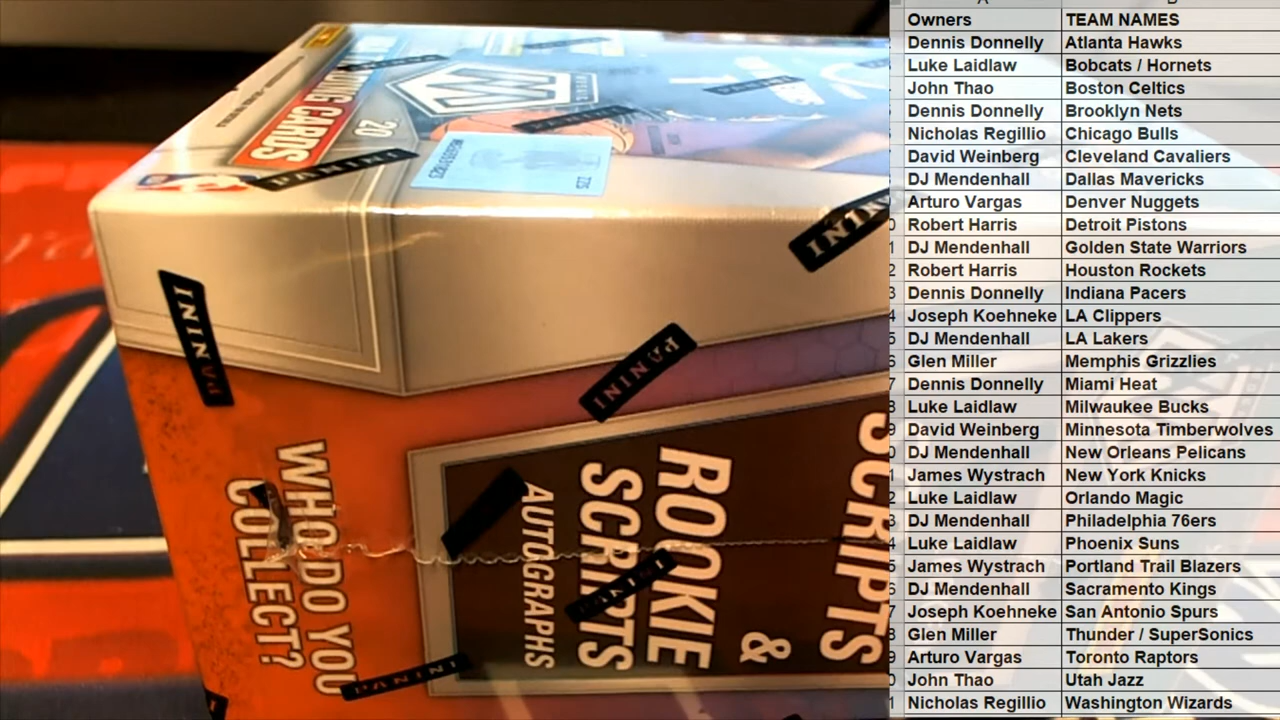 Owners TEAM NAMES
Dennis Donnelly Atlanta Hawks
Luke Laidlaw Bobcats / Hornets
John Thao Boston Celtics
Dennis Donnelly Brooklyn Nets
Nicholas Regillio Chicago Bulls
David Weinberg Cleveland Cavaliers
DJ Mendenhall Dallas Mavericks
Arturo Vargas Denver Nuggets
Robert Harris Detroit Pistons
DJ Mendenhall Golden State Warriors
Robert Harris Houston Rockets
Dennis Donnelly Indiana Pacers
Joseph Koehneke LA Clippers
DJ Mendenhall LA Lakers
Glen Miller Memphis Grizzlies
Dennis Donnelly Miami Heat
Luke Laidlaw Milwaukee Bucks
David Weinberg Minnesota Timberwolves
DJ Mendenhall New Orleans Pelicans
James Wystrach New York Knicks
Luke Laidlaw Orlando Magic
DJ Mendenhall Philadelphia 76ers
Luke Laidlaw Phoenix Suns
James Wystrach Portland Trail Blazers
DJ Mendenhall Sacramento Kings
Joseph Koehneke San Antonio Spurs
Glen Miller Thunder / SuperSonics
Arturo Vargas Toronto Raptors
John Thao Utah Jazz
Nicholas Regillio Washington Wizards
CARDS
20
PANINI
PANINI
PANINI
PANINI
WHO DO YOU
COLLECT?
SCRIPTS
&
ROOKIE
SCRIPTS
AUTOGRAPHS